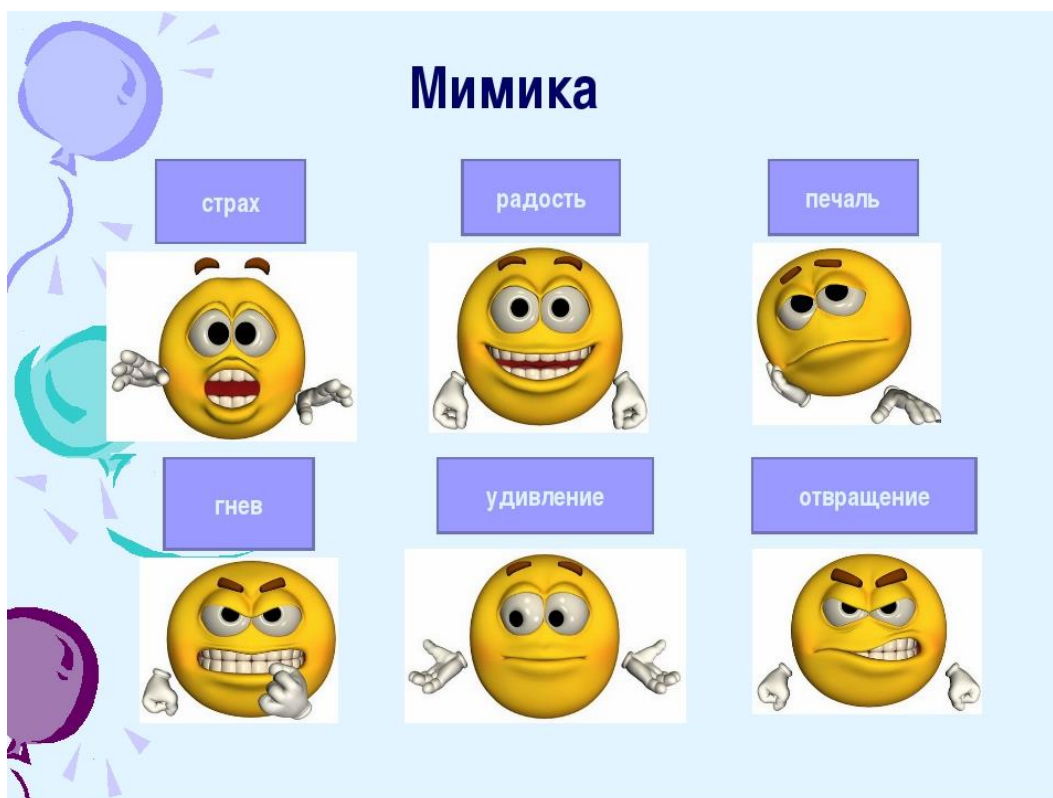 Мимика
страх
радость
печаль
гнев
удивление
отвращение